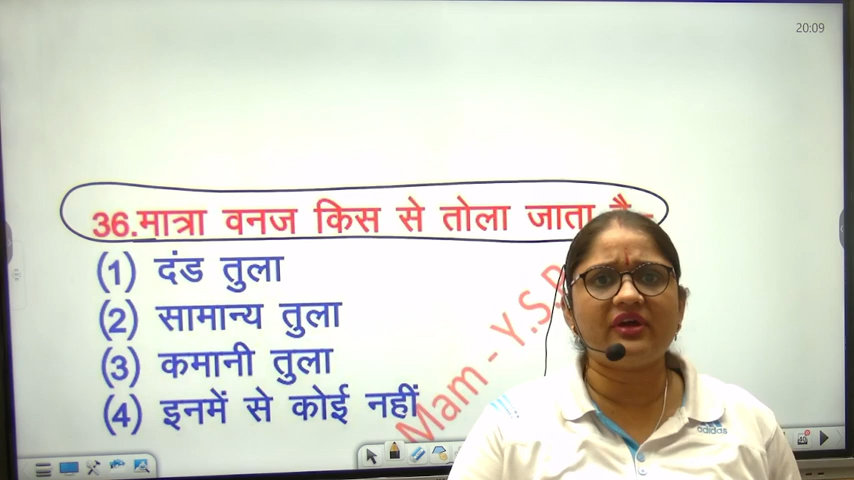 20:09
36.मात्रा वनज किस से तोला जाता है-
(1) दंड तुला
(2) सामान्य तुला
(3) कमानी तुला
(4) इनमें से कोई नहीं
Mam - Y.S.
adidas